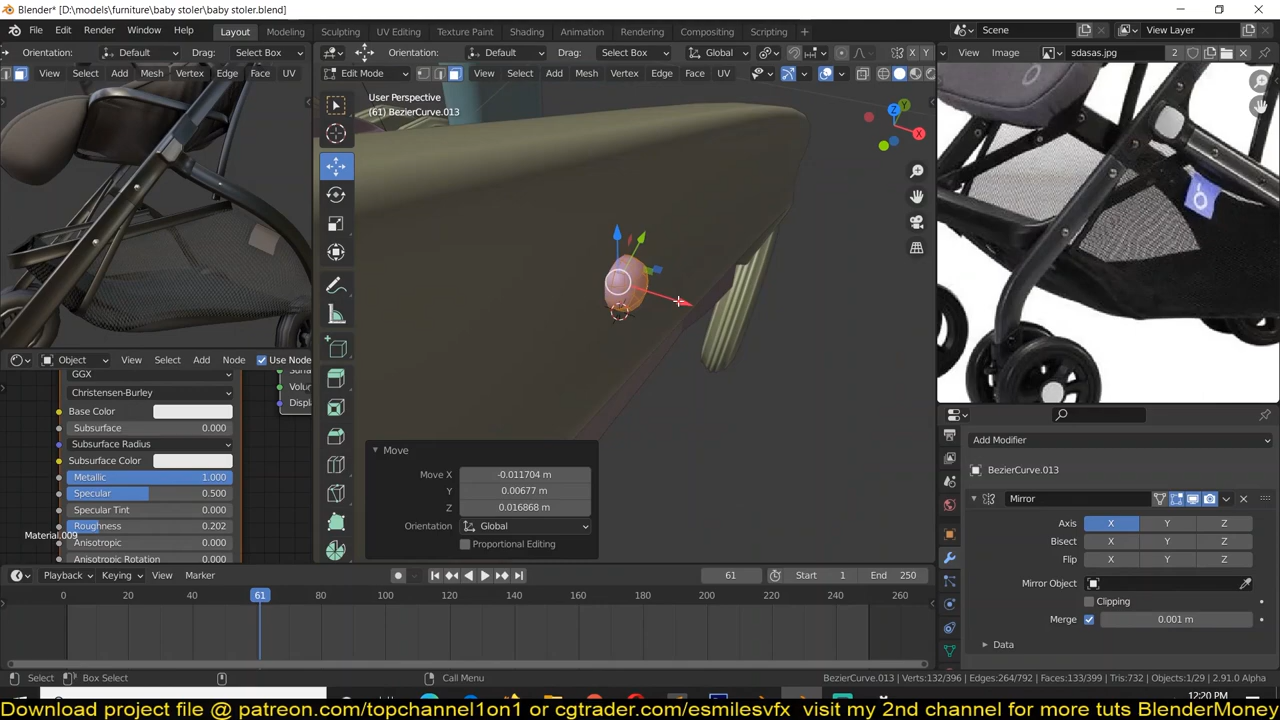 Blender* [D:\models\furniture\baby stoler\baby stoler.blend]
File Edit Render Window Help Layout Modeling Sculpting UV Editing Texture Paint Shading Animation Rendering Compositing Scripting + Scene View Layer
Orientation: Default Drag: Select Box Orientation: Default Drag: Select Box Global X Y View Image sdasas.jpg 2
View Select Add Mesh Vertex Edge Face UV Edit Mode View Select Add Mesh Vertex Edge Face UV
User Perspective
(61) BezierCurve.013
Z Y X
Move
Move X -0.011704 m
Y 0.00677 m
Z 0.016868 m
Orientation Global
Proportional Editing
Object View Select Add Node Use Node
GGX
Christensen-Burley
Base Color
Subsurface 0.000
Subsurface Radius
Subsurface Color
Metallic 1.000
Specular 0.500
Specular Tint 0.000
Roughness 0.202
Material.009
Anisotropic 0.000
Anisotropic Rotation 0.000
Surfa
Volu
Displ
Add Modifier
BezierCurve.013
Mirror
Axis X Y Z
Bisect X Y Z
Flip X Y Z
Mirror Object
Clipping
Merge 0.001 m
Data
Playback Keying View Marker 61 Start 1 End 250
0 20 40 61 80 100 120 140 160 180 200 220 240 260
Select Box Select Call Menu BezierCurve.013 | Verts:132/396 | Edges:264/792 | Faces:133/399 | Tris:732 | Objects:1/29 | 2.91.0 Alpha
12:20 PM
Download project file @ patreon.com/topchannel1on1 or cgtrader.com/esmilesvfx visit my 2nd channel for more tuts BlenderMoney